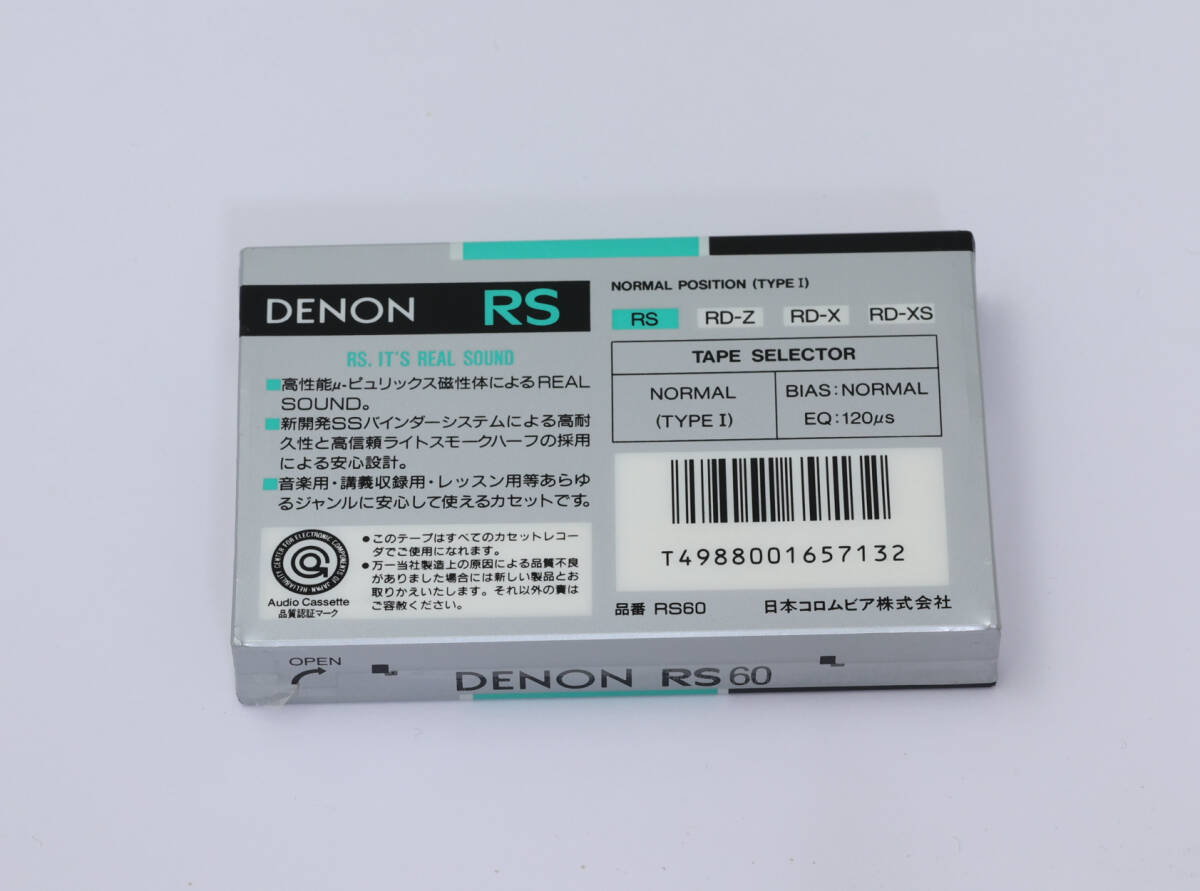 DENON RS
RS, IT'S REAL SOUND
■高性能μ-ピュリックス磁性体によるREAL
SOUND。
■新開発SSバインダーシステムによる高耐
久性と高信頼ライトスモークハーフの採用
による安心設計。
■音楽用・講義収録用・レッスン用等あらゆ
るジャンルに安心して使えるカセットです。
RELIABILITY CENTER FOR ELECTRONIC COMPONENTS OF JAPAN
Audio Cassette
品質認証マーク
●このテープはすべてのカセットレコー
ダでご使用になれます。
●万一当社製造上の原因による品質不良
がありました場合には新しい製品とお
取りかえいたします。それ以外の責は
ご容赦ください。
NORMAL POSITION (TYPE I)
RS RD-Z RD-X RD-XS
TAPE SELECTOR
NORMAL
(TYPE I)
BIAS:NORMAL
EQ:120μs
T4988001657132
品番 RS60 日本コロムビア株式会社
OPEN
DENON RS 60